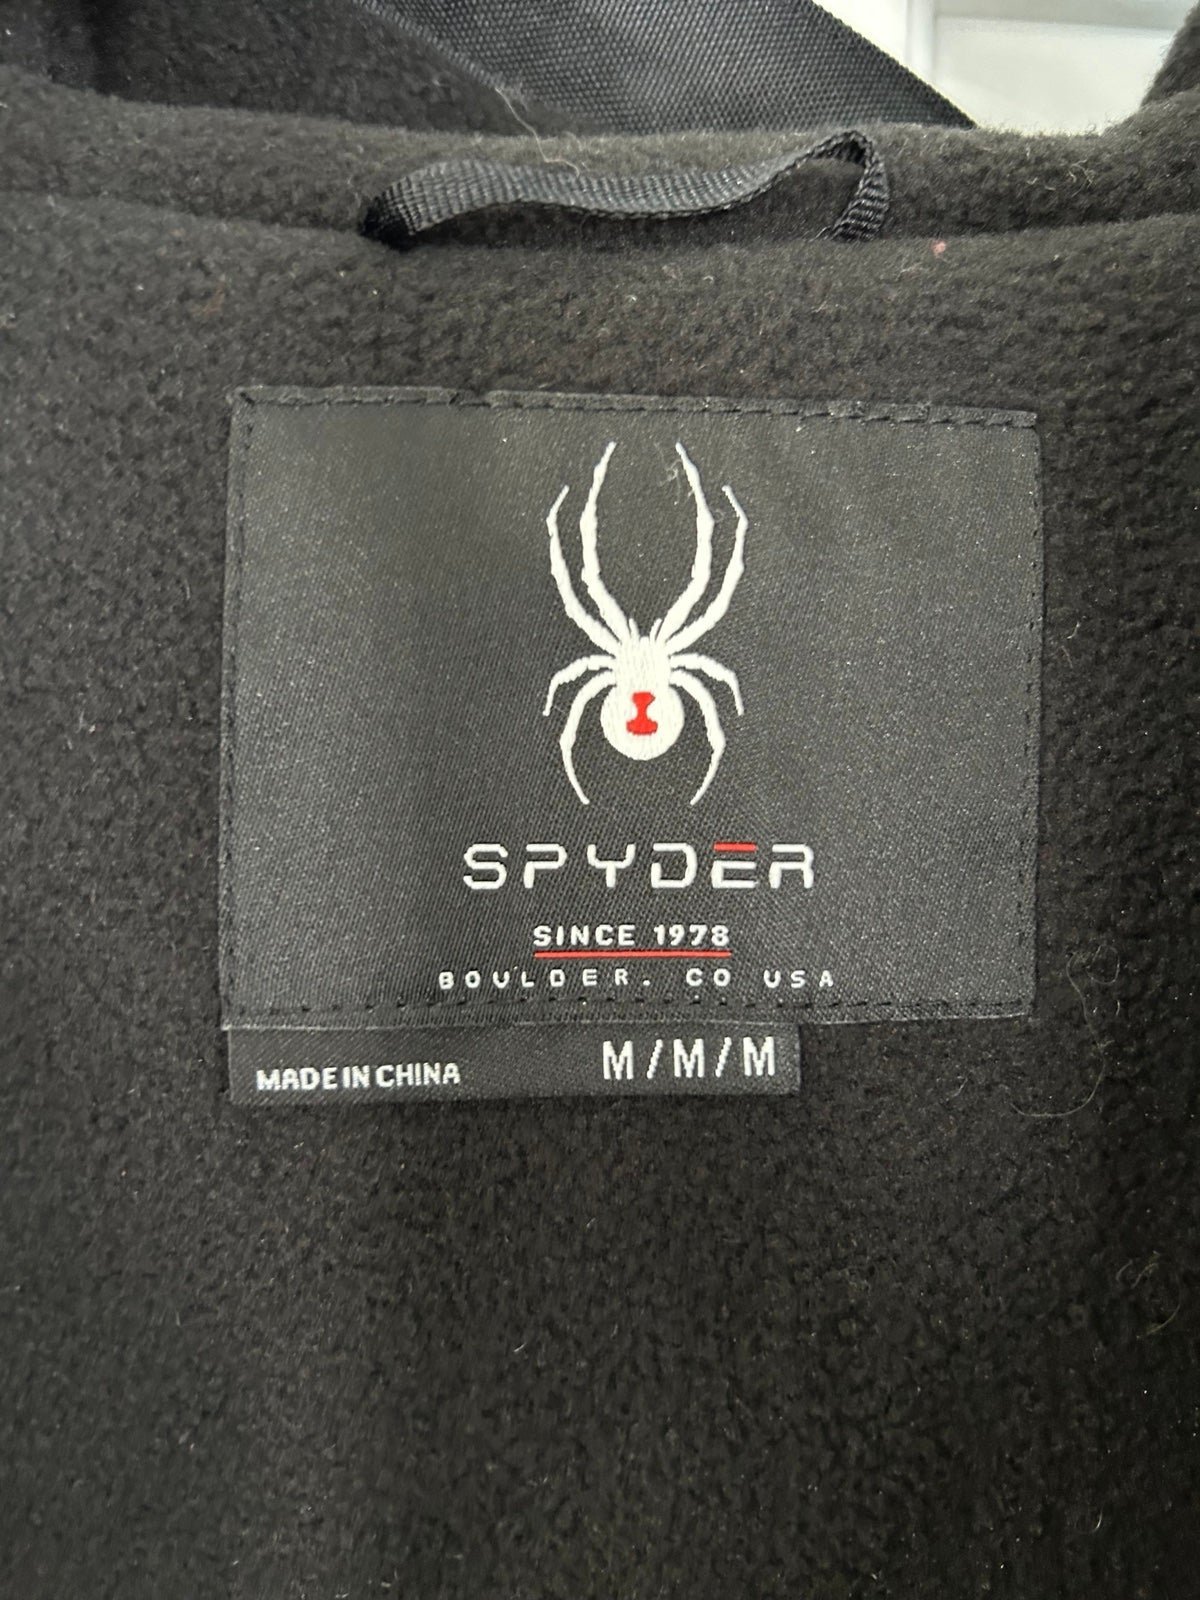 SPYDER
SINCE 1978
BOULDER. CO USA
MADE IN CHINA
M/M/M